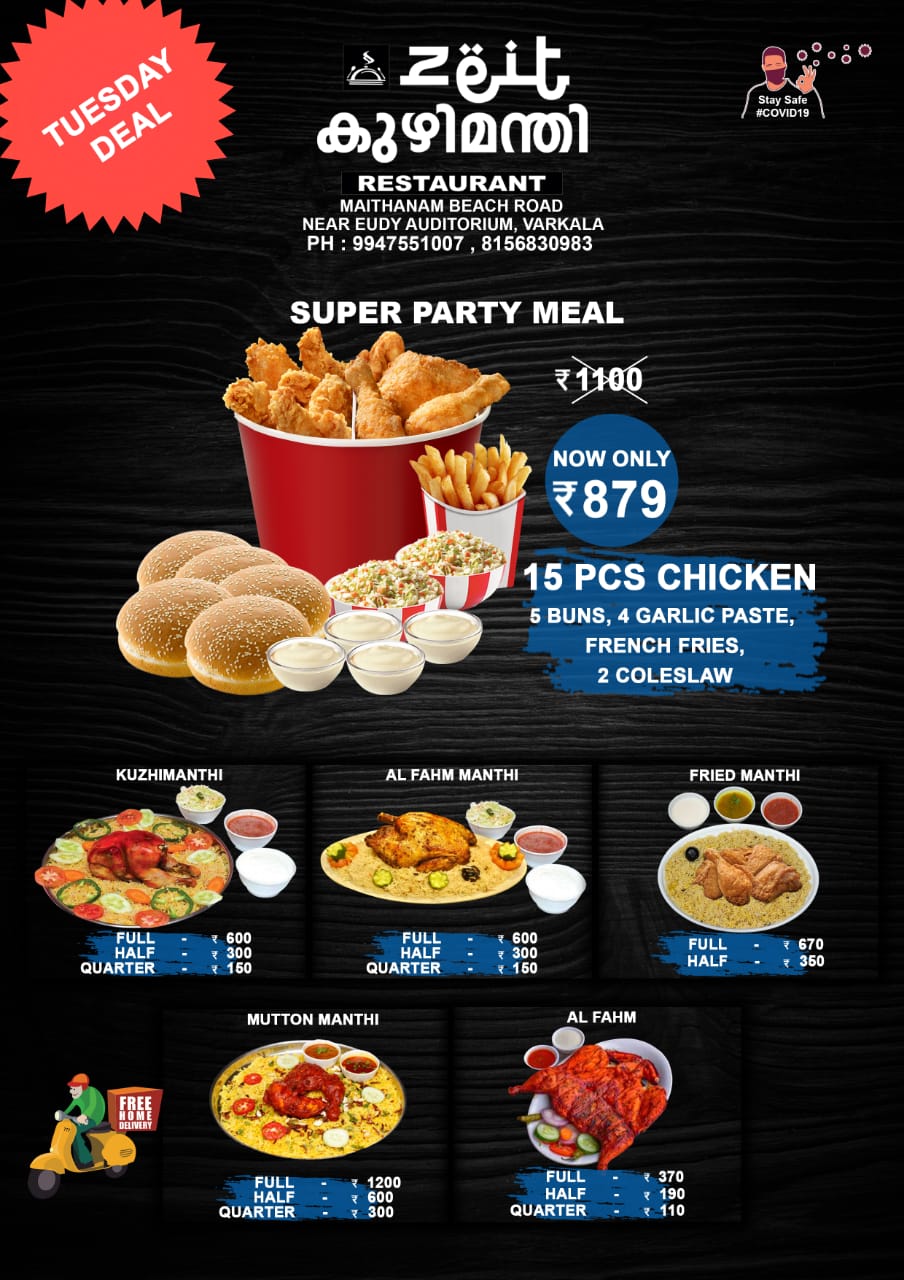 TUESDAY
DEAL
zëit
കുഴിമന്തി
RESTAURANT
MAITHANAM BEACH ROAD
NEAR EUDY AUDITORIUM, VARKALA
PH : 9947551007 , 8156830983
Stay Safe
#COVID19
SUPER PARTY MEAL
₹1100
NOW ONLY
₹879
15 PCS CHICKEN
5 BUNS, 4 GARLIC PASTE,
FRENCH FRIES,
2 COLESLAW
KUZHIMANTHI
FULL - ₹ 600
HALF - ₹ 300
QUARTER - ₹ 150
AL FAHM MANTHI
FULL - ₹ 600
HALF - ₹ 300
QUARTER - ₹ 150
FRIED MANTHI
FULL - ₹ 670
HALF - ₹ 350
MUTTON MANTHI
FULL - ₹ 1200
HALF - ₹ 600
QUARTER - ₹ 300
AL FAHM
FULL - ₹ 370
HALF - ₹ 190
QUARTER - ₹ 110
FREE
HOME
DELIVERY